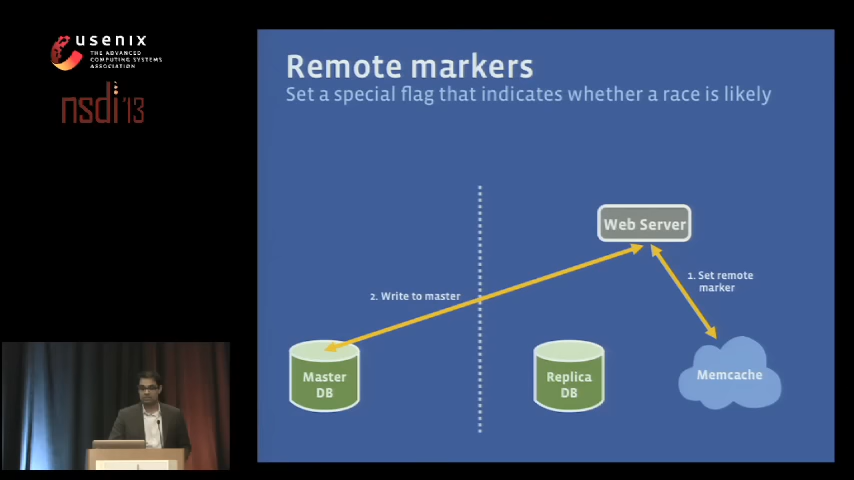 usenix
THE ADVANCED
COMPUTING SYSTEMS
ASSOCIATION
nsdi '13
Remote markers
Set a special flag that indicates whether a race is likely
Web Server
1. Set remote
marker
2. Write to master
Master
DB
Replica
DB
Memcache